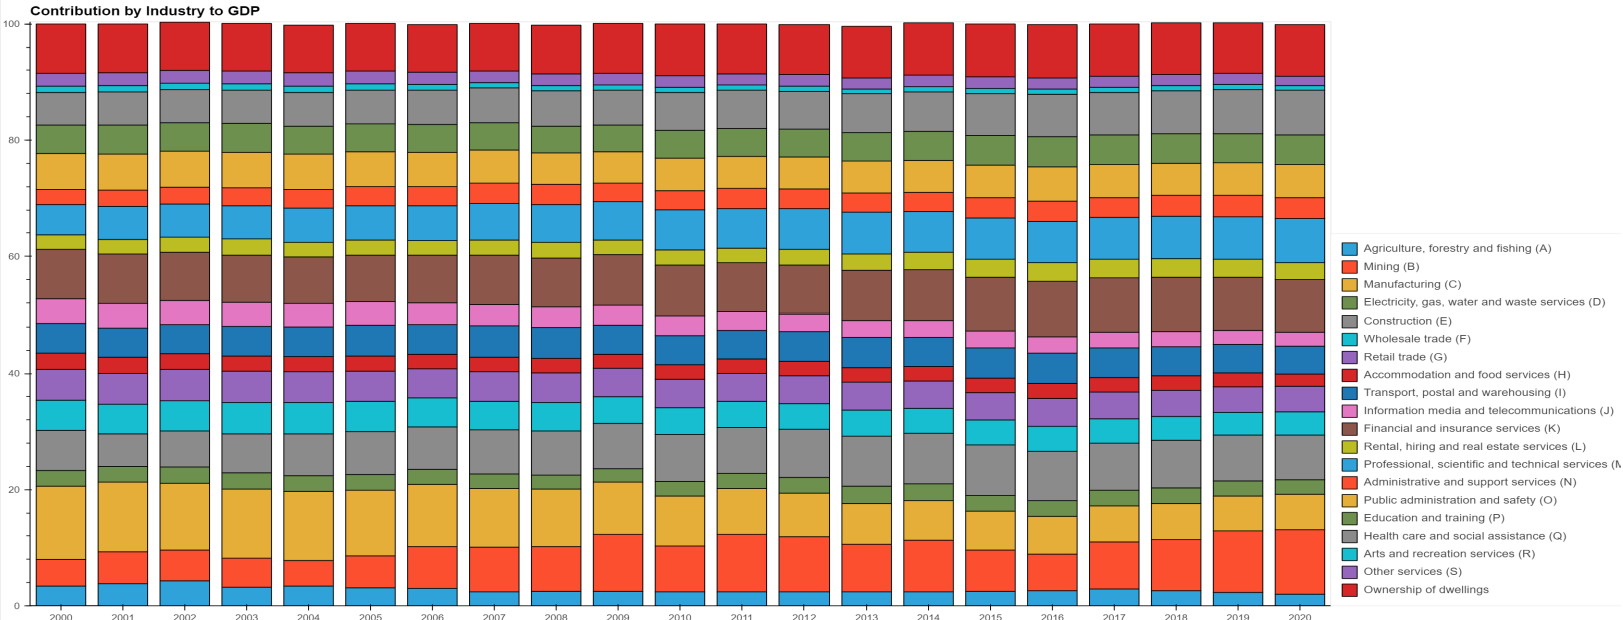 Contribution by Industry to GDP
100
80
60
40
20
0
2000 2001 2002 2003 2004 2005 2006 2007 2008 2009 2010 2011 2012 2013 2014 2015 2016 2017 2018 2019 2020
Agriculture, forestry and fishing (A)
Mining (B)
Manufacturing (C)
Electricity, gas, water and waste services (D)
Construction (E)
Wholesale trade (F)
Retail trade (G)
Accommodation and food services (H)
Transport, postal and warehousing (I)
Information media and telecommunications (J)
Financial and insurance services (K)
Rental, hiring and real estate services (L)
Professional, scientific and technical services (M
Administrative and support services (N)
Public administration and safety (O)
Education and training (P)
Health care and social assistance (Q)
Arts and recreation services (R)
Other services (S)
Ownership of dwellings